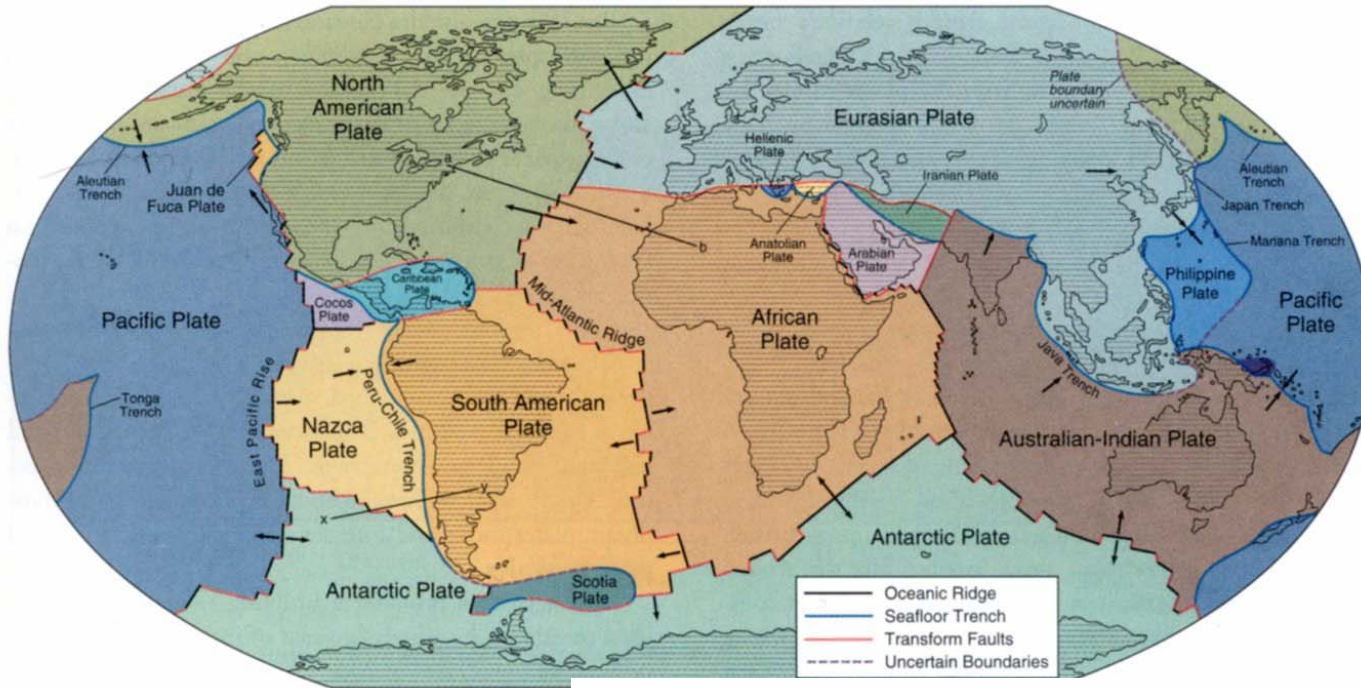 North
American
Plate
Aleutian
Trench
Juan de
Fuca Plate
a
b
Eurasian Plate
Plate
boundary
uncertain
Hellenic
Plate
Iranian Plate
Anatolian
Plate
Arabian
Plate
Aleutian
Trench
Japan Trench
Mariana Trench
Philippine
Plate
Pacific
Plate
Pacific Plate
Cocos
Plate
Caribbean
Plate
Mid-Atlantic Ridge
African
Plate
Java Trench
Tonga
Trench
East Pacific Rise
Nazca
Plate
Peru-Chile Trench
South American
Plate
x
y
Australian-Indian Plate
Antarctic Plate
Scotia
Plate
Antarctic Plate
Oceanic Ridge
Seafloor Trench
Transform Faults
Uncertain Boundaries